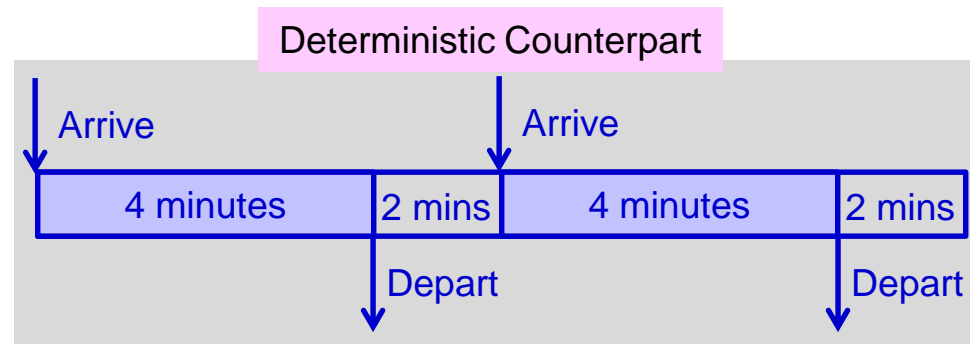 Deterministic Counterpart
Arrive
Arrive
4 minutes 2 mins 4 minutes 2 mins
Depart
Depart